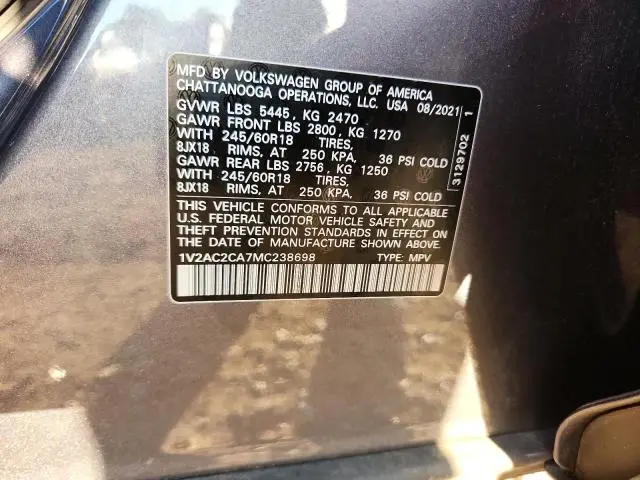 MFD BY VOLKSWAGEN GROUP OF AMERICA
CHATTANOOGA OPERATIONS, LLC. USA 08/2021
GVWR LBS 5445, KG 2470
GAWR FRONT LBS 2800, KG 1270
WITH 245/60R18 TIRES,
8JX18 RIMS, AT 250 KPA, 36 PSI COLD
GAWR REAR LBS 2756, KG 1250
WITH 245/60R18 TIRES,
8JX18 RIMS, AT 250 KPA, 36 PSI COLD
THIS VEHICLE CONFORMS TO ALL APPLICABLE
U.S. FEDERAL MOTOR VEHICLE SAFETY AND
THEFT PREVENTION STANDARDS IN EFFECT ON
THE DATE OF MANUFACTURE SHOWN ABOVE.
1V2AC2CA7MC238698 TYPE: MPV
3129702 1